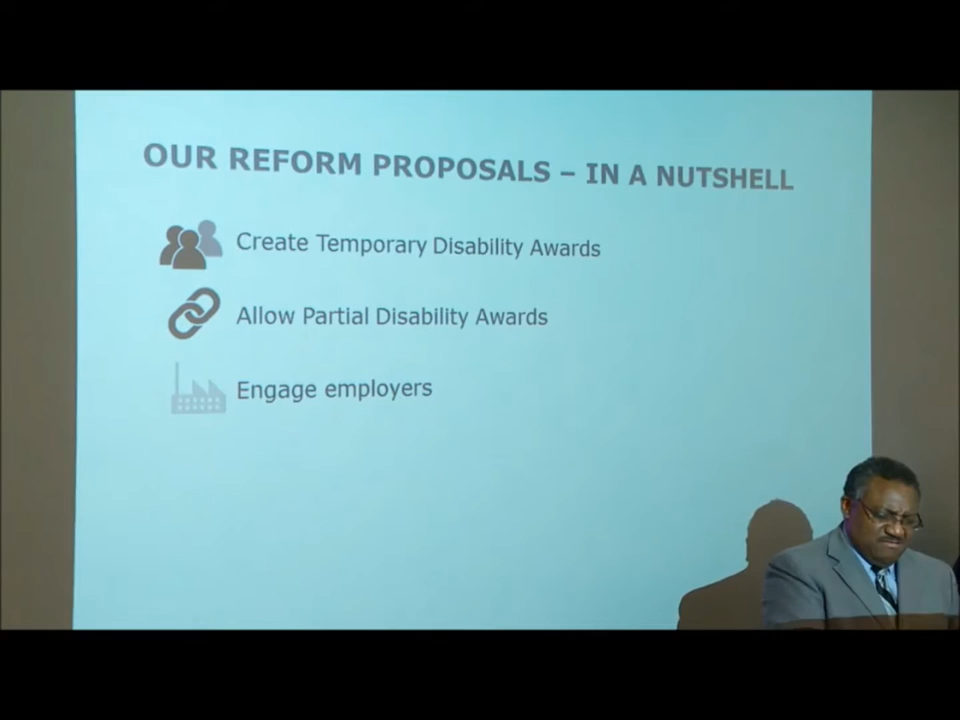 OUR REFORM PROPOSALS – IN A NUTSHELL
Create Temporary Disability Awards
Allow Partial Disability Awards
Engage employers